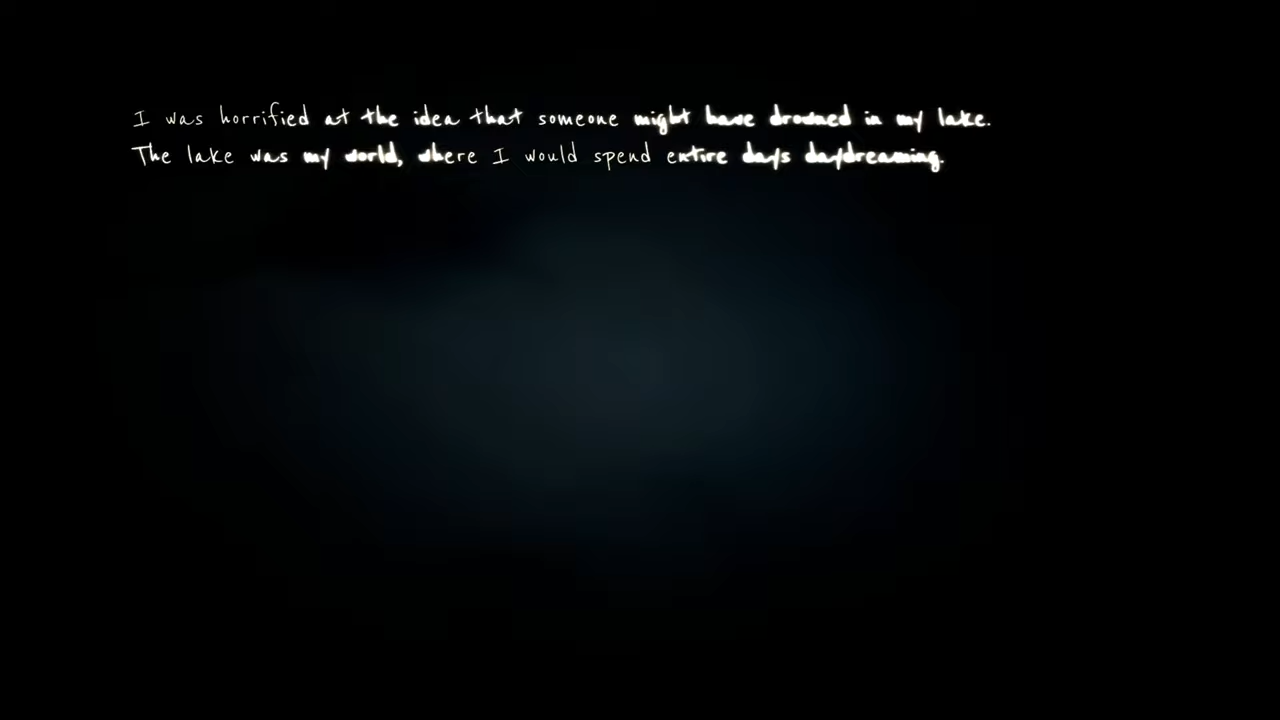 I was horrified at the idea that someone might have drowned in my lake.
The lake was my world, where I would spend entire days daydreaming.